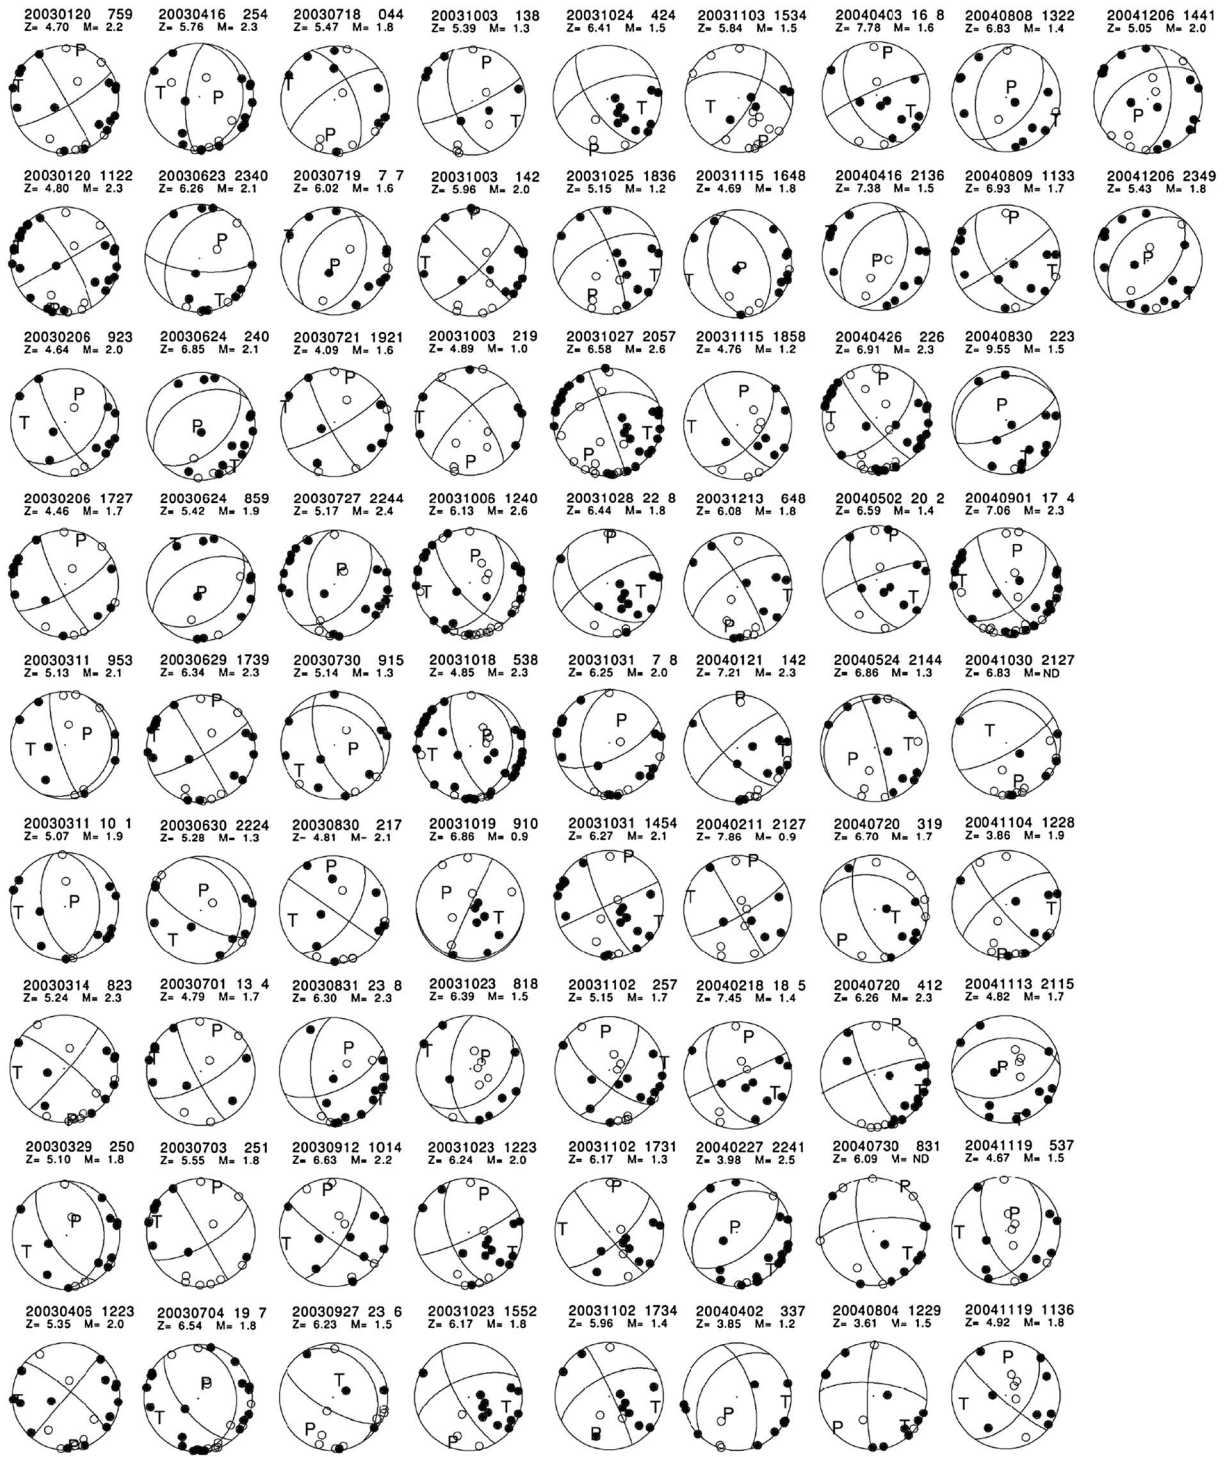 20030120 759 20030416 254 20030718 044 20031003 138 20031024 424 20031103 1534 20040403 16 8 20040808 1322 20041206 1441
Z= 4.70 M= 2.2 Z= 5.76 M= 2.3 Z= 5.47 M= 1.8 Z= 5.39 M= 1.3 Z= 6.41 M= 1.5 Z= 5.84 M= 1.5 Z= 7.78 M= 1.6 Z= 6.83 M= 1.4 Z= 5.05 M= 2.0
P T T P T P P T P T T P P T P T P T
20030120 1122 20030623 2340 20030719 7 7 20031003 142 20031025 1836 20031115 1648 20040416 2136 20040809 1133 20041206 2349
Z= 4.80 M= 2.3 Z= 6.26 M= 2.1 Z= 6.02 M= 1.6 Z= 5.96 M= 2.0 Z= 5.15 M= 1.2 Z= 4.69 M= 1.8 Z= 7.38 M= 1.5 Z= 6.93 M= 1.7 Z= 5.43 M= 1.8
T P P T T P P T T P T P T P P T P T
20030206 923 20030624 240 20030721 1921 20031003 219 20031027 2057 20031115 1858 20040426 226 20040830 223
Z= 4.64 M= 2.0 Z= 6.85 M= 2.1 Z= 4.09 M= 1.6 Z= 4.89 M= 1.0 Z= 6.58 M= 2.6 Z= 4.76 M= 1.2 Z= 6.91 M= 2.3 Z= 9.55 M= 1.5
P T P T P T T P T P P T P T P T
20030206 1727 20030624 859 20030727 2244 20031006 1240 20031028 22 8 20031213 648 20040502 20 2 20040901 17 4
Z= 4.46 M= 1.7 Z= 5.42 M= 1.9 Z= 5.17 M= 2.4 Z= 6.13 M= 2.6 Z= 6.44 M= 1.8 Z= 6.08 M= 1.8 Z= 6.59 M= 1.4 Z= 7.06 M= 2.3
P T T P P T P T P T T P P T P T
20030311 953 20030629 1739 20030730 915 20031018 538 20031031 7 8 20040121 142 20040524 2144 20041030 2127
Z= 5.13 M= 2.1 Z= 6.34 M= 2.3 Z= 5.14 M= 1.3 Z= 4.85 M= 2.3 Z= 6.25 M= 2.0 Z= 7.21 M= 2.3 Z= 6.86 M= 1.3 Z= 6.83 M=ND
P T P T P T P T P T P T T P T P
20030311 10 1 20030630 2224 20030830 217 20031019 910 20031031 1454 20040211 2127 20040720 319 20041104 1228
Z= 5.07 M= 1.9 Z= 5.28 M= 1.3 Z- 4.81 M- 2.1 Z= 6.86 M= 0.9 Z= 6.27 M= 2.1 Z= 7.86 M= 0.9 Z= 6.70 M= 1.7 Z= 3.86 M= 1.9
P T P T P T P T P T P T T P T P
20030314 823 20030701 13 4 20030831 23 8 20031023 818 20031102 257 20040218 18 5 20040720 412 20041113 2115
Z= 5.24 M= 2.3 Z= 4.79 M= 1.7 Z= 6.30 M= 2.3 Z= 6.39 M= 1.5 Z= 5.15 M= 1.7 Z= 7.45 M= 1.4 Z= 6.26 M= 2.3 Z= 4.82 M= 1.7
T P P T P T T P P T P T P T P T
20030329 250 20030703 251 20030912 1014 20031023 1223 20031102 1731 20040227 2241 20040730 831 20041119 537
Z= 5.10 M= 1.8 Z= 5.55 M= 1.8 Z= 6.63 M= 2.2 Z= 6.24 M= 2.0 Z= 6.17 M= 1.3 Z= 3.98 M= 2.5 Z= 6.09 M= ND Z= 4.67 M= 1.5
P T P T P T P T P T P T P T P T
20030406 1223 20030704 19 7 20030927 23 6 20031023 1552 20031102 1734 20040402 337 20040804 1229 20041119 1136
Z= 5.35 M= 2.0 Z= 6.54 M= 1.8 Z= 6.23 M= 1.5 Z= 6.17 M= 1.8 Z= 5.96 M= 1.4 Z= 3.85 M= 1.2 Z= 3.61 M= 1.5 Z= 4.92 M= 1.8
T P P T T P T P T P T P P T P T